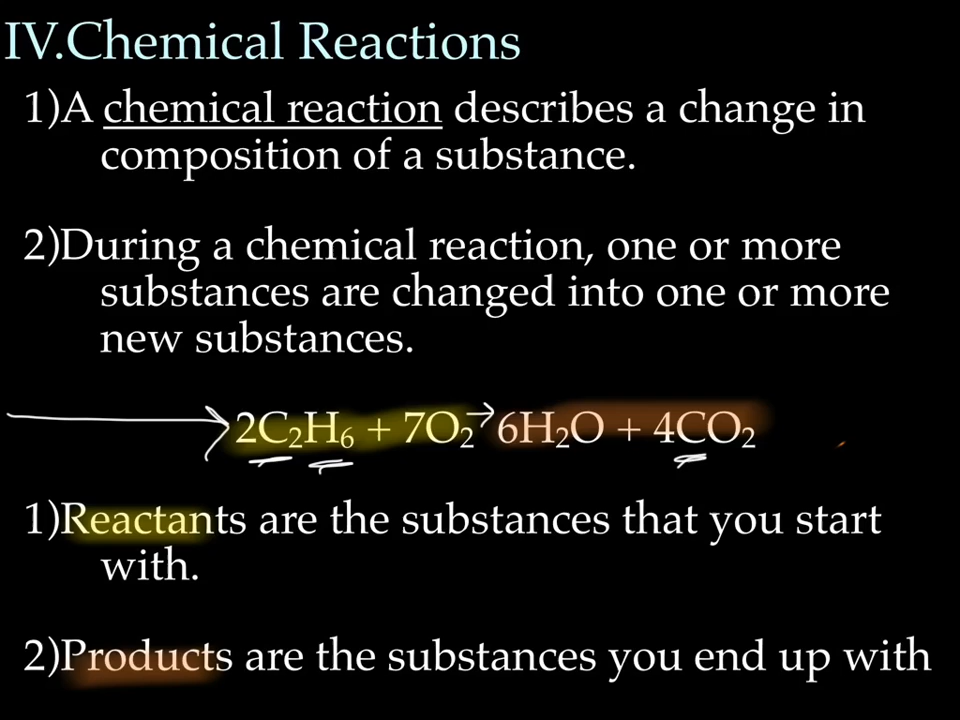 IV.Chemical Reactions
1)A chemical reaction describes a change in
composition of a substance.
2)During a chemical reaction, one or more
substances are changed into one or more
new substances.
2C₂H₆ + 7O₂→6H₂O + 4CO₂
1)Reactants are the substances that you start
with.
2)Products are the substances you end up with